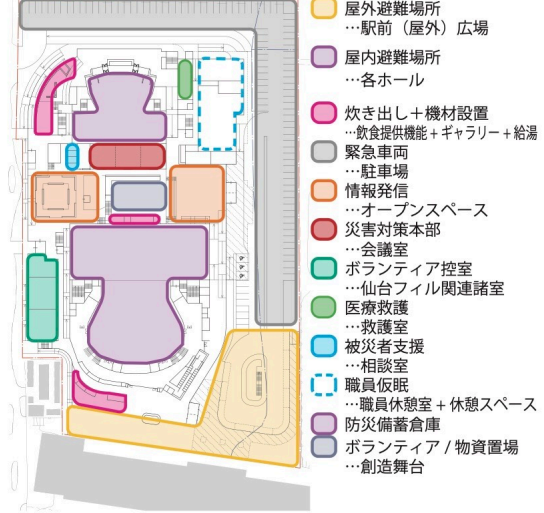 屋外避難場所
…駅前（屋外）広場
屋内避難場所
…各ホール
炊き出し＋機材設置
…飲食提供機能＋ギャラリー＋給湯
緊急車両
…駐車場
情報発信
…オープンスペース
災害対策本部
…会議室
ボランティア控室
…仙台フィル関連諸室
医療救護
…救護室
被災者支援
…相談室
職員仮眠
…職員休憩室＋休憩スペース
防災備蓄倉庫
ボランティア / 物資置場
…創造舞台